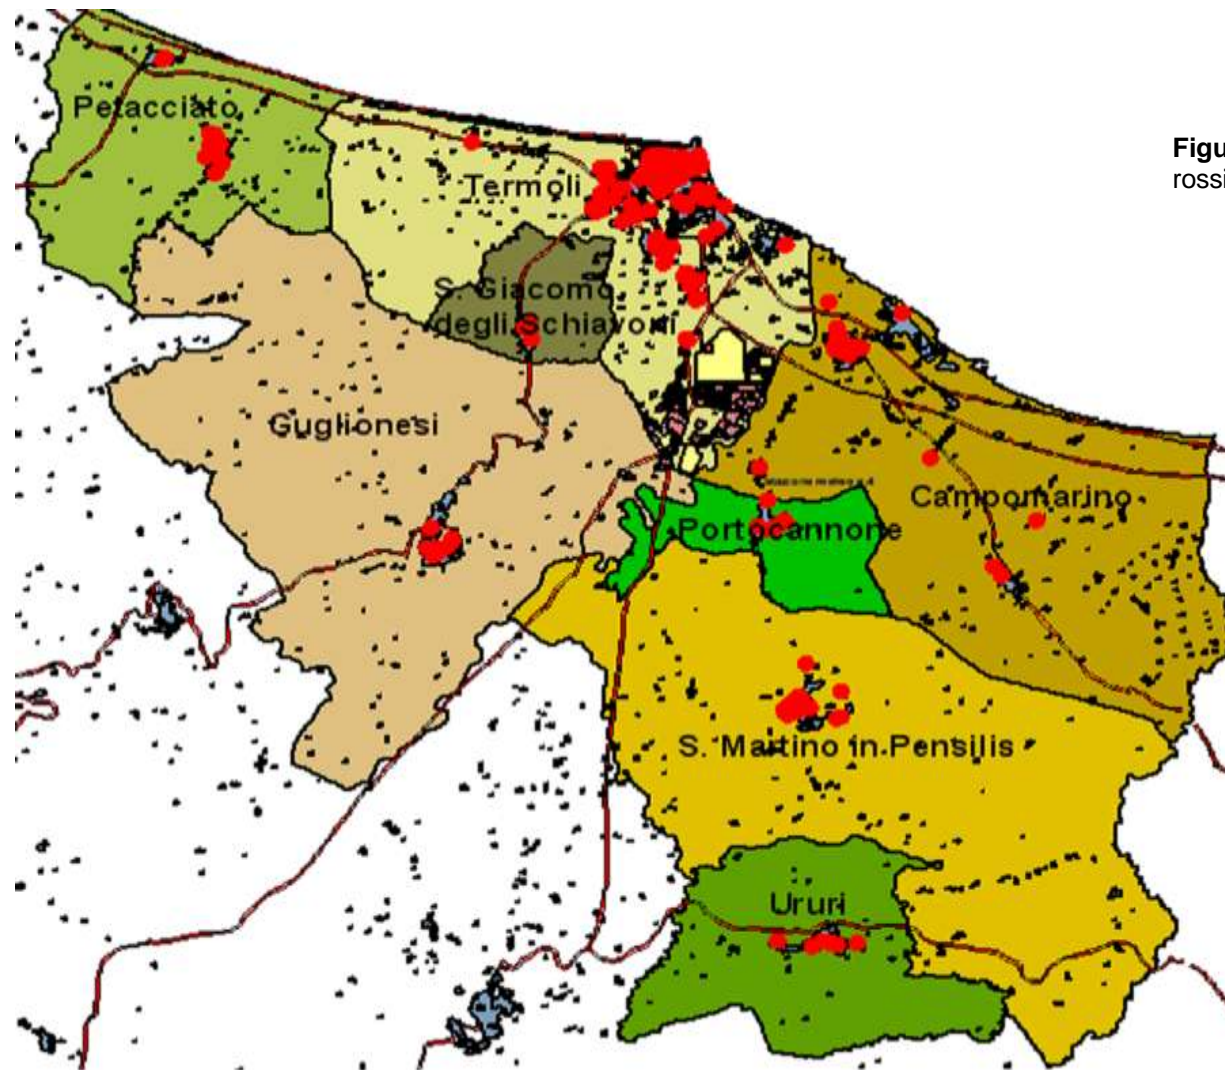 Figu
rossi
Petacciato
Termoli
S. Giacomo
degli Schiavoni
Guglionesi
Campomarino
Portocannone
S. Martino in Pensilis
Ururi